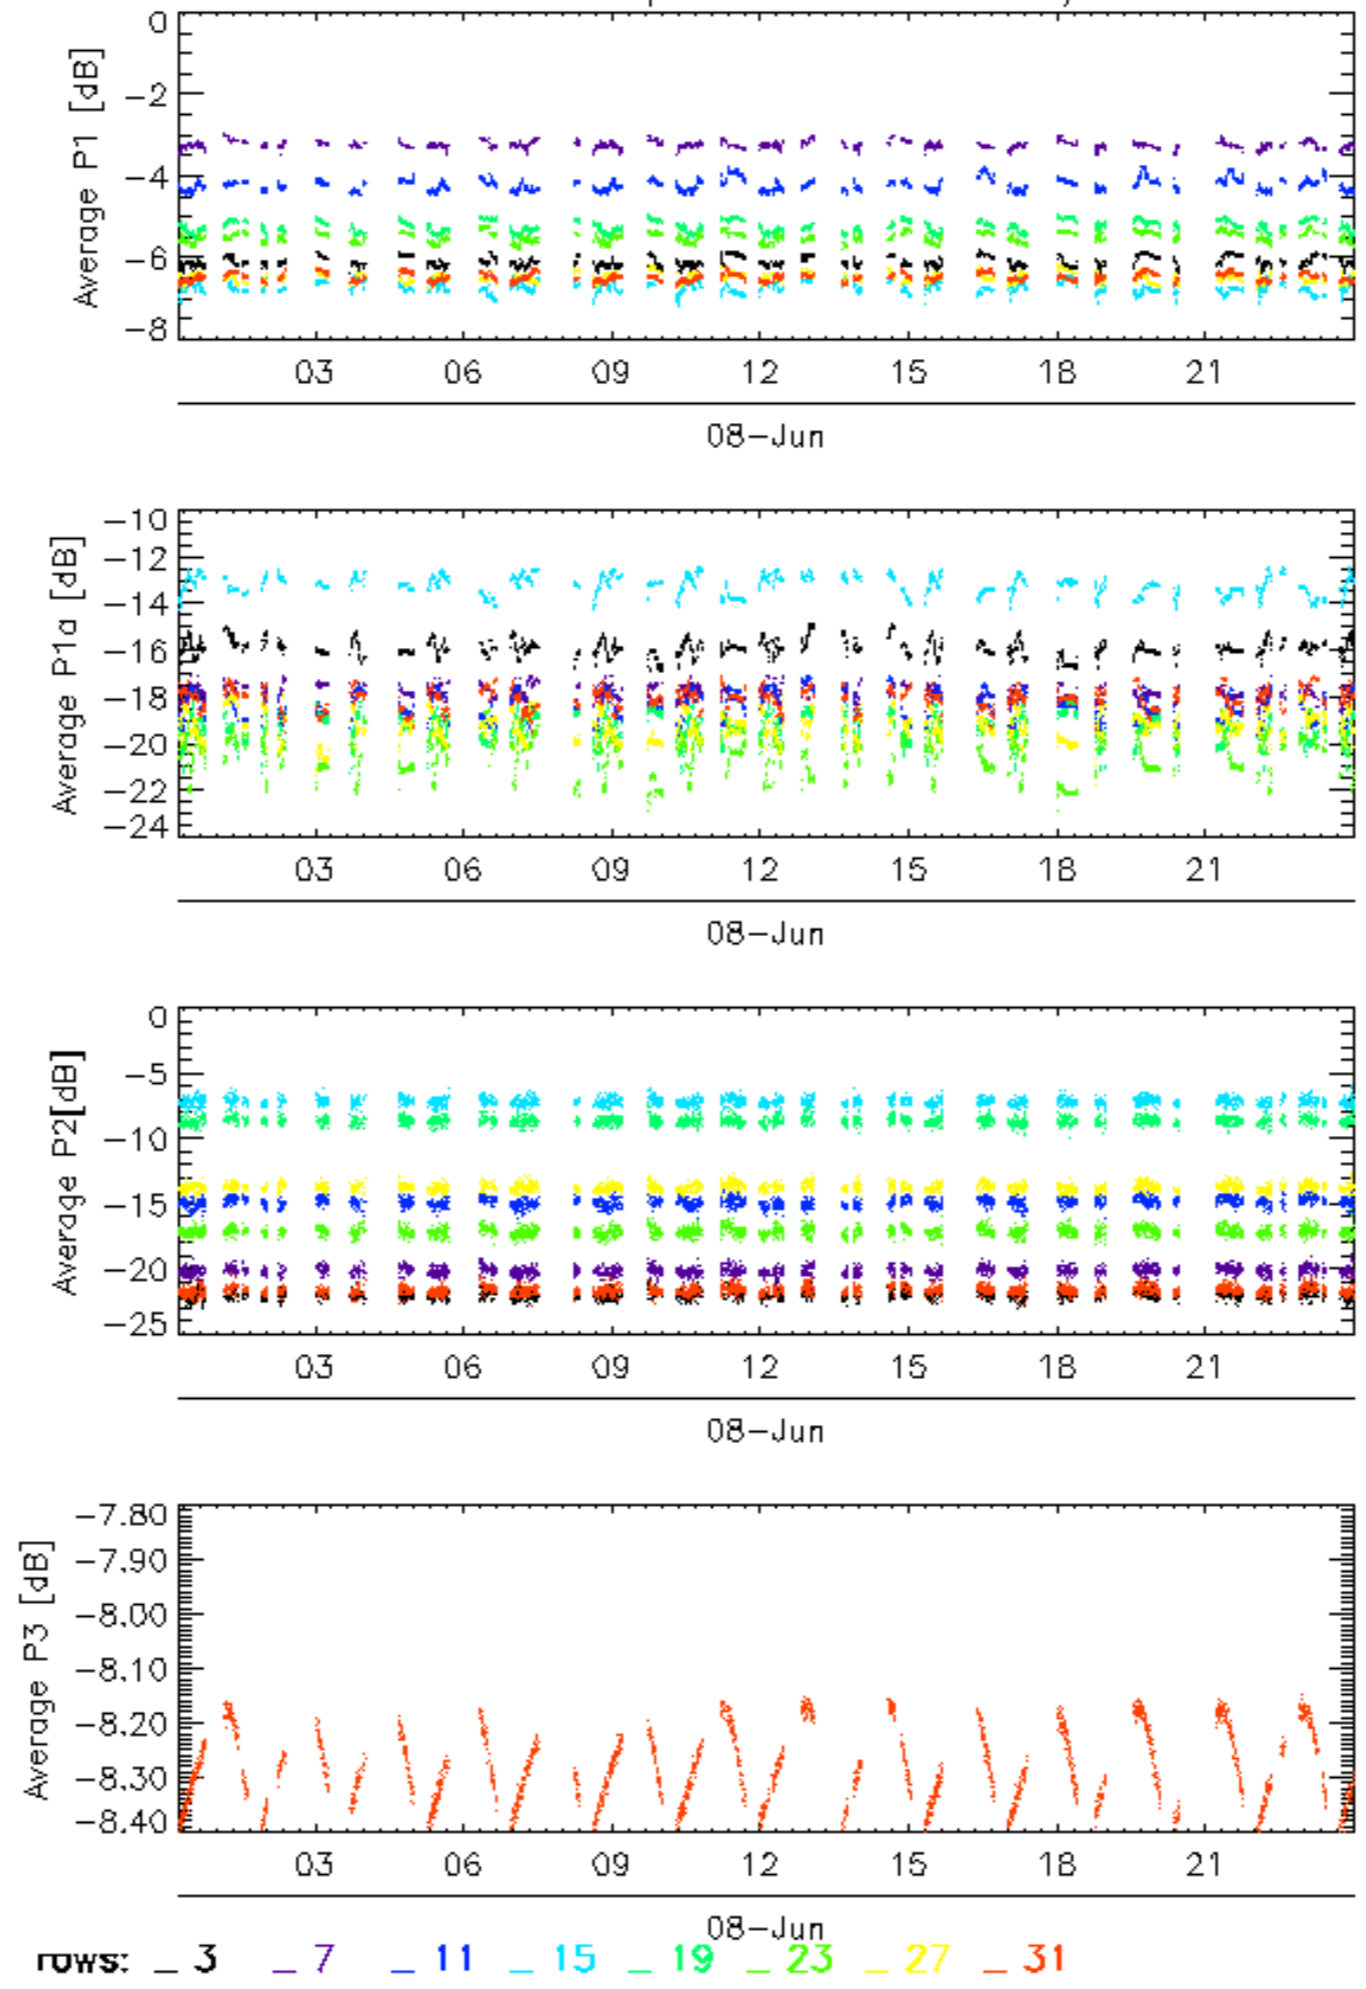 0
−2
−4
−6
−8
Average P1 [dB]
03 06 09 12 15 18 21
08−Jun
−10
−12
−14
−16
−18
−20
−22
−24
Average P1a [dB]
03 06 09 12 15 18 21
08−Jun
0
−5
−10
−15
−20
−25
Average P2[dB]
03 06 09 12 15 18 21
08−Jun
−7.80
−7.90
−8.00
−8.10
−8.20
−8.30
−8.40
Average P3 [dB]
03 06 09 12 15 18 21
08−Jun
rows: _ 3 _ 7 _ 11 _ 15 _ 19 _ 23 _ 27 _ 31